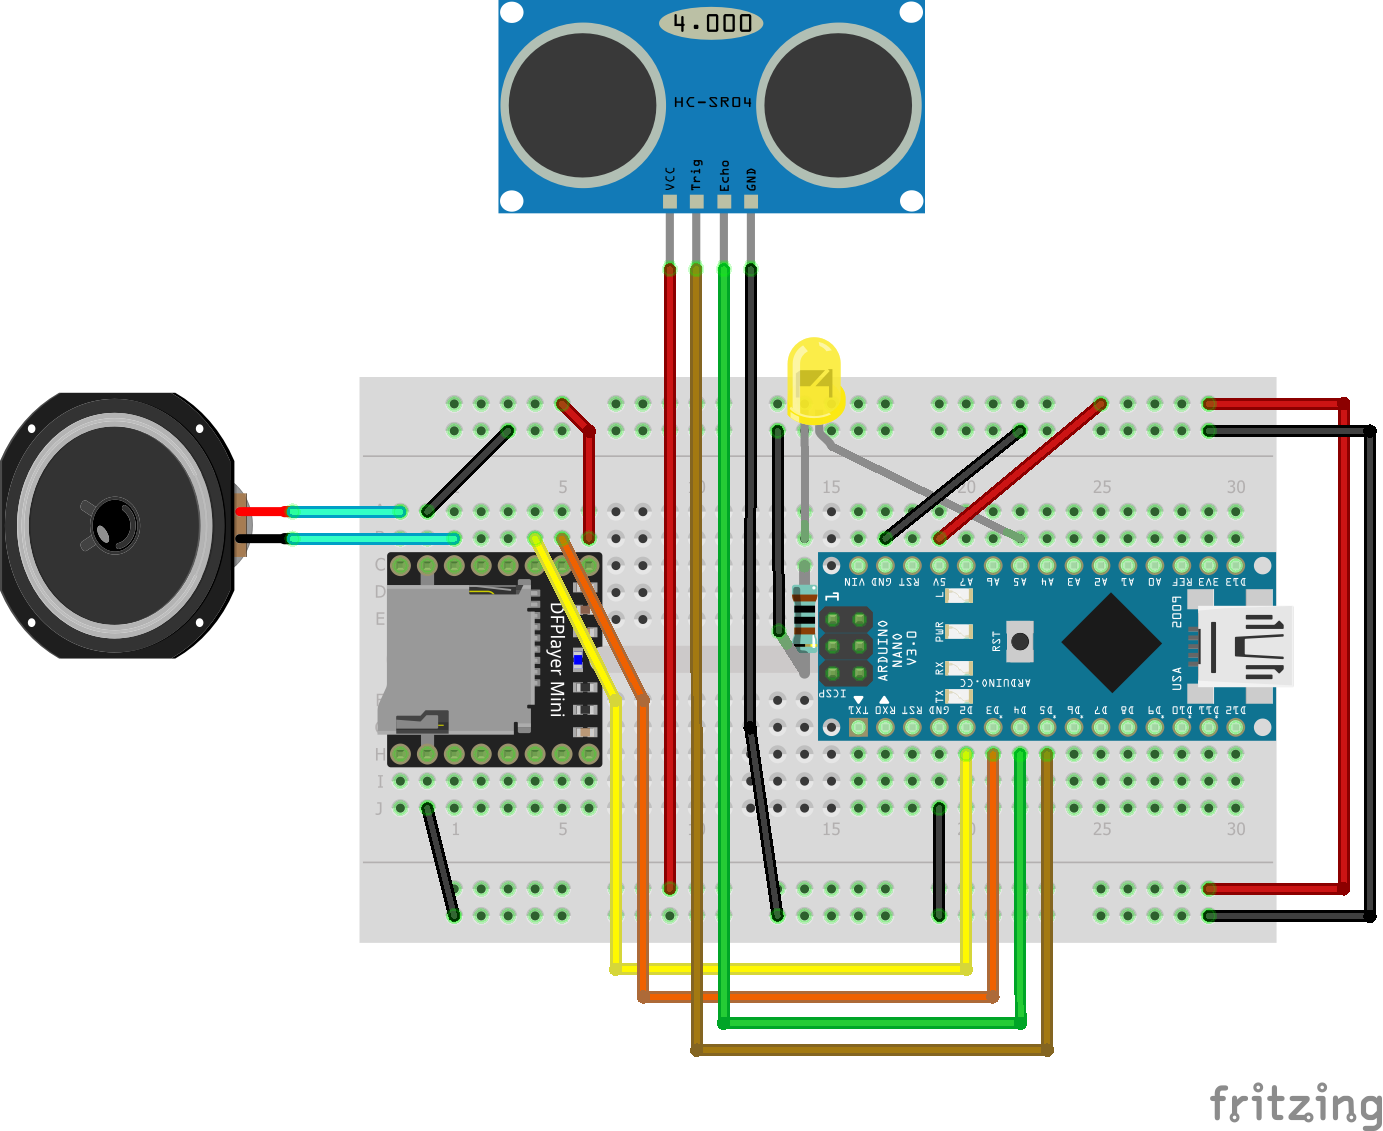 4.000
HC-SR04
VCC
Trig
Echo
GND
5
15
20
25
30
C
D
E
H
I
J
DFPlayer Mini
VIN GND RST 5V A7 A6 A5 A4 A3 A2 A1 A0 REF 3V3 D13
L
PWR
RX
TX
1
ARDUINO
NANO
V3.0
RST
ARDUINO.CC
USA
ICSP
TX1 RX0 RST GND D2 D3 D4 D5 D6 D7 D8 D9 D10 D11 D12
1
5
15
20
25
30
fritzing